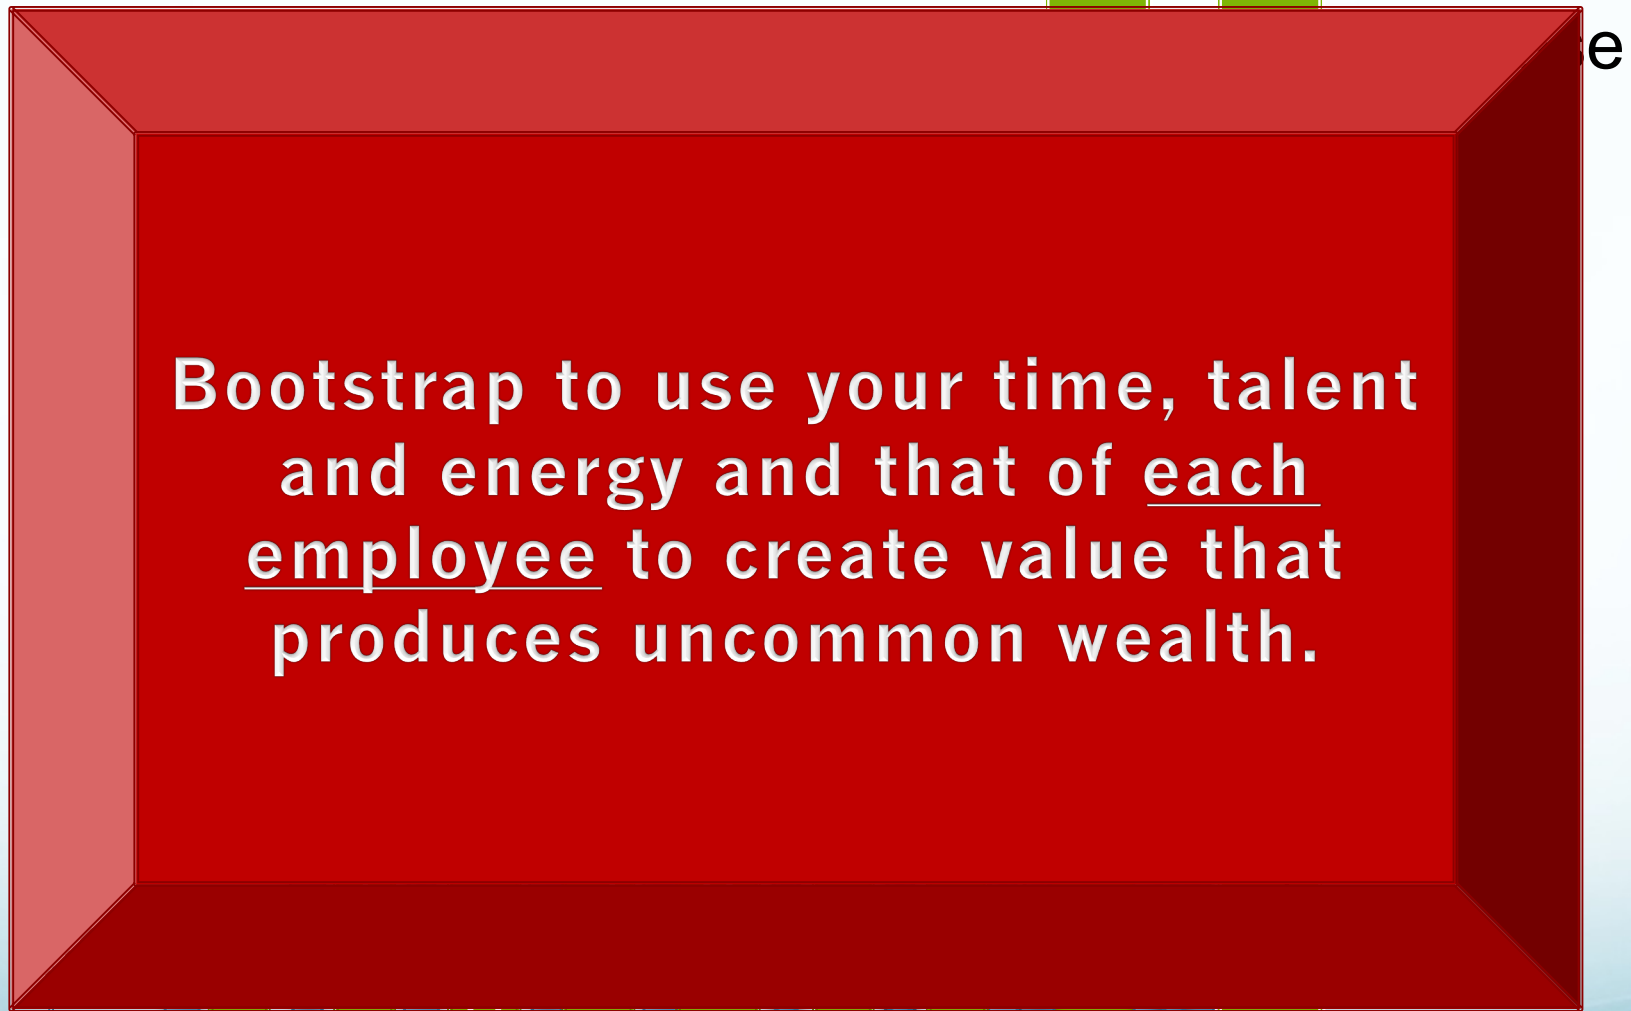 Bootstrap to use your time, talent
and energy and that of each
employee to create value that
produces uncommon wealth.